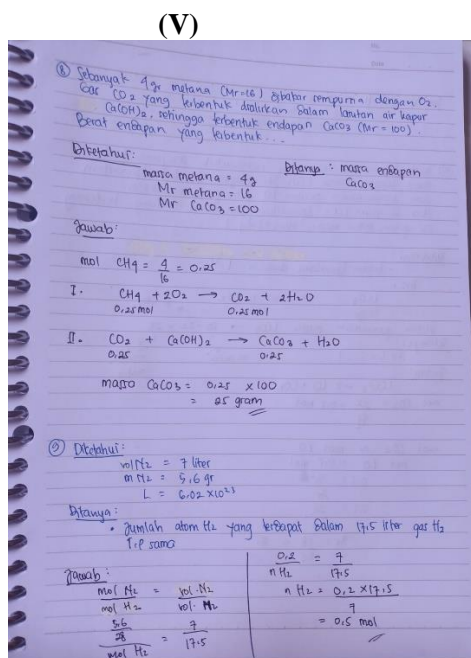 (V)
⑧ Sebanyak 4 gr metana (Mr=16) dibakar sempurna dengan O₂.
Gas CO₂ yang terbentuk dialirkan dalam larutan air kapur
Ca(OH)₂, sehingga terbentuk endapan CaCO₃ (Mr = 100).
Berat endapan yang terbentuk...
Diketahui:
massa metana = 4g
Mr metana = 16
Mr CaCO₃ = 100
Ditanya : massa endapan
CaCO₃
Jawab:
mol CH4 = 4/16 = 0,25
I. CH4 + 2O₂ → CO₂ + 2H₂O
0,25 mol 0,25 mol
II. CO₂ + Ca(OH)₂ → CaCO₃ + H₂O
0,25 0,25
massa CaCO₃ = 0,25 × 100
= 25 gram
⑨ Diketahui:
vol N₂ = 7 liter
m N₂ = 5,6 gr
L = 6.02 × 10²³
Ditanya:
• Jumlah atom H₂ yang terdapat dalam 17,5 liter gas H₂
T,P sama
Jawab:
mol N₂ / mol H₂ = vol. N₂ / vol. N₂
5,6/28 / mol H₂ = 7 / 17.5
0,2 / n H₂ = 7 / 17.5
n H₂ = 0,2 × 17.5 / 7
= 0,5 mol